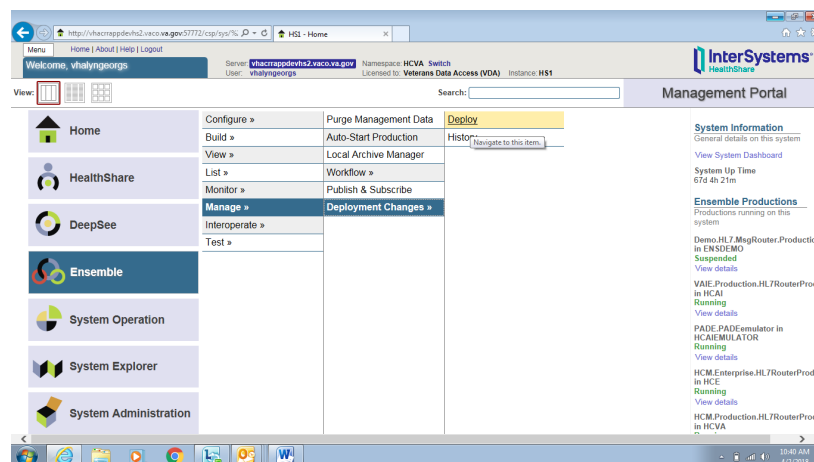 http://vhacrrappdevhs2.vaco.va.gov:57772/csp/sys/%
HS1 - Home
Menu
Home | About | Help | Logout
Welcome, vhalyngeorgs
Server: vhacrrappdevhs2.vaco.va.gov Namespace: HCVA Switch
User: vhalyngeorgs Licensed to: Veterans Data Access (VDA) Instance: HS1
InterSystems
HealthShare
View:
Search:
Management Portal
Home
HealthShare
DeepSee
Ensemble
System Operation
System Explorer
System Administration
Configure »
Build »
View »
List »
Monitor »
Manage »
Interoperate »
Test »
Purge Management Data
Auto-Start Production
Local Archive Manager
Workflow »
Publish & Subscribe
Deployment Changes »
Deploy
History
Navigate to this item.
System Information
General details on this system
View System Dashboard
System Up Time
67d 4h 21m
Ensemble Productions
Productions running on this
system
Demo.HL7.MsgRouter.Productio
in ENSDEMO
Suspended
View details
VAIE.Production.HL7RouterProd
in HCAI
Running
View details
PADE.PADEemulator in
HCAIEMULATOR
Running
View details
HCM.Enterprise.HL7RouterProd
in HCE
Running
View details
HCM.Production.HL7RouterProd
in HCVA
10:40 AM